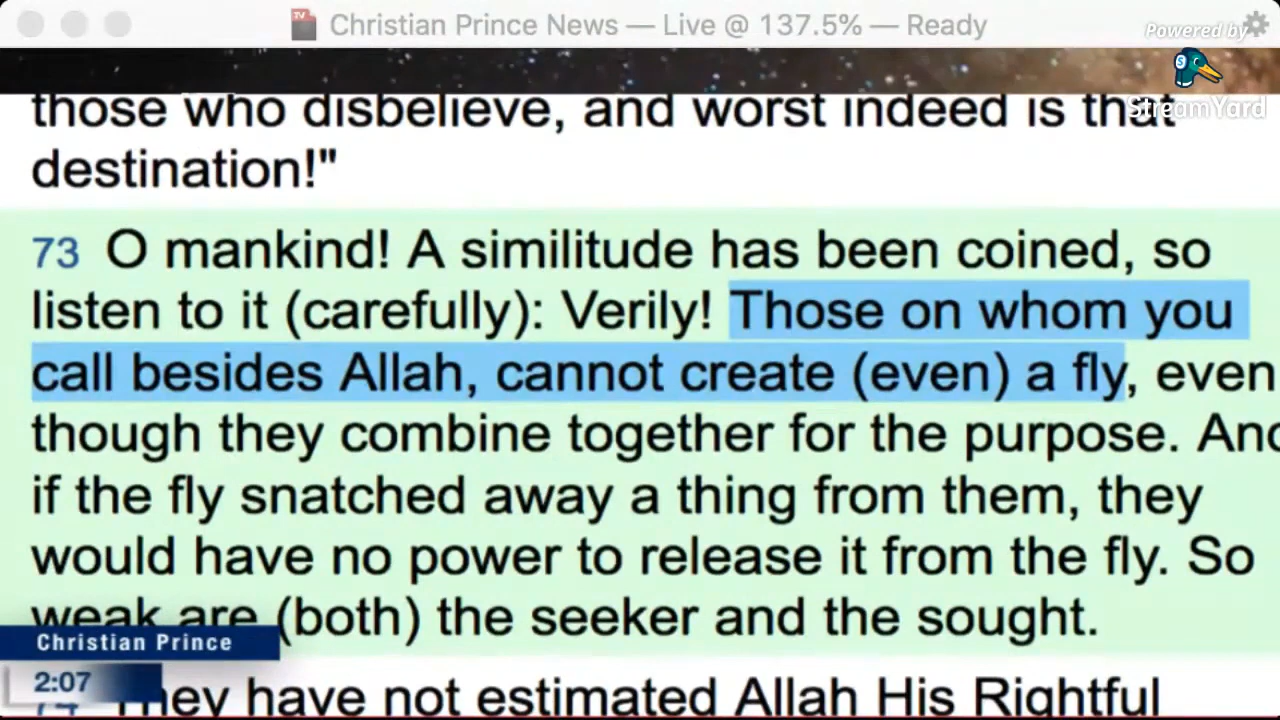 Christian Prince News — Live @ 137.5% — Ready
Powered by
StreamYard
those who disbelieve, and worst indeed is that
destination!"
73 O mankind! A similitude has been coined, so
listen to it (carefully): Verily! Those on whom you
call besides Allah, cannot create (even) a fly, even
though they combine together for the purpose. And
if the fly snatched away a thing from them, they
would have no power to release it from the fly. So
weak are (both) the seeker and the sought.
Christian Prince
2:07
74 They have not estimated Allah His Rightful